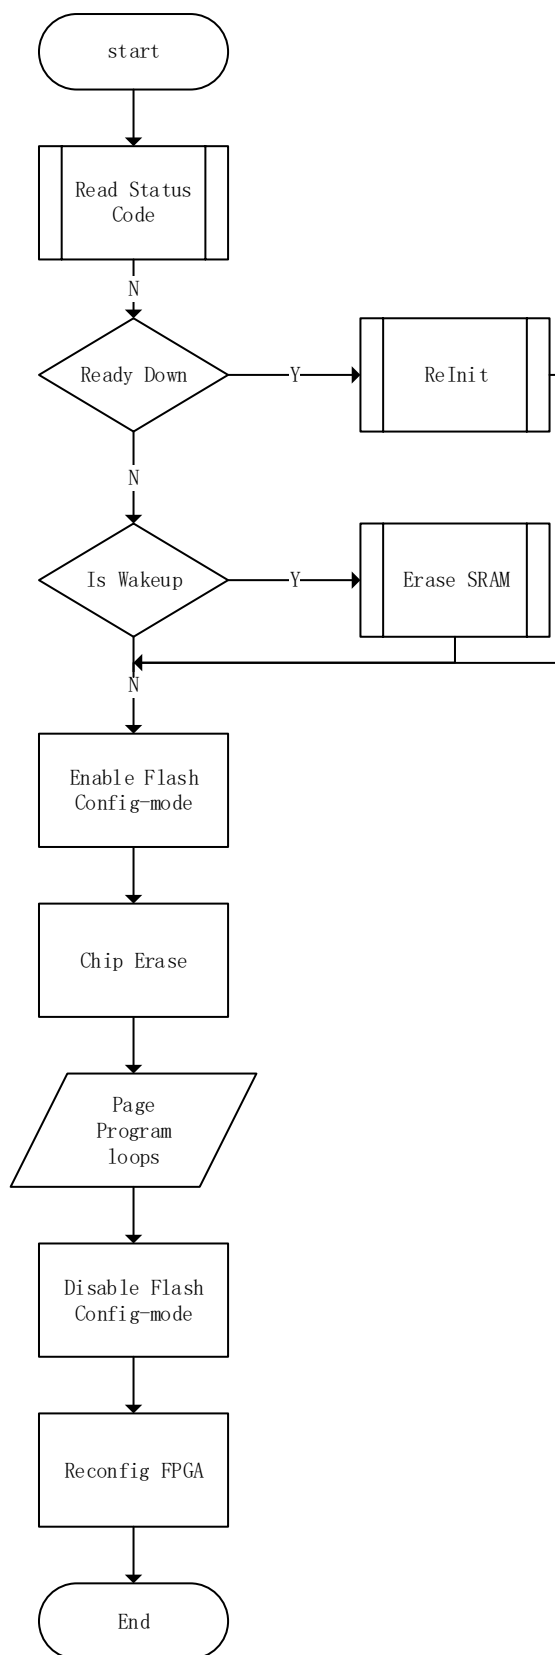 start
Read Status
Code
N
Ready Down
Y
ReInit
N
Is Wakeup
Y
Erase SRAM
N
Enable Flash
Config-mode
Chip Erase
Page
Program
loops
Disable Flash
Config-mode
Reconfig FPGA
End